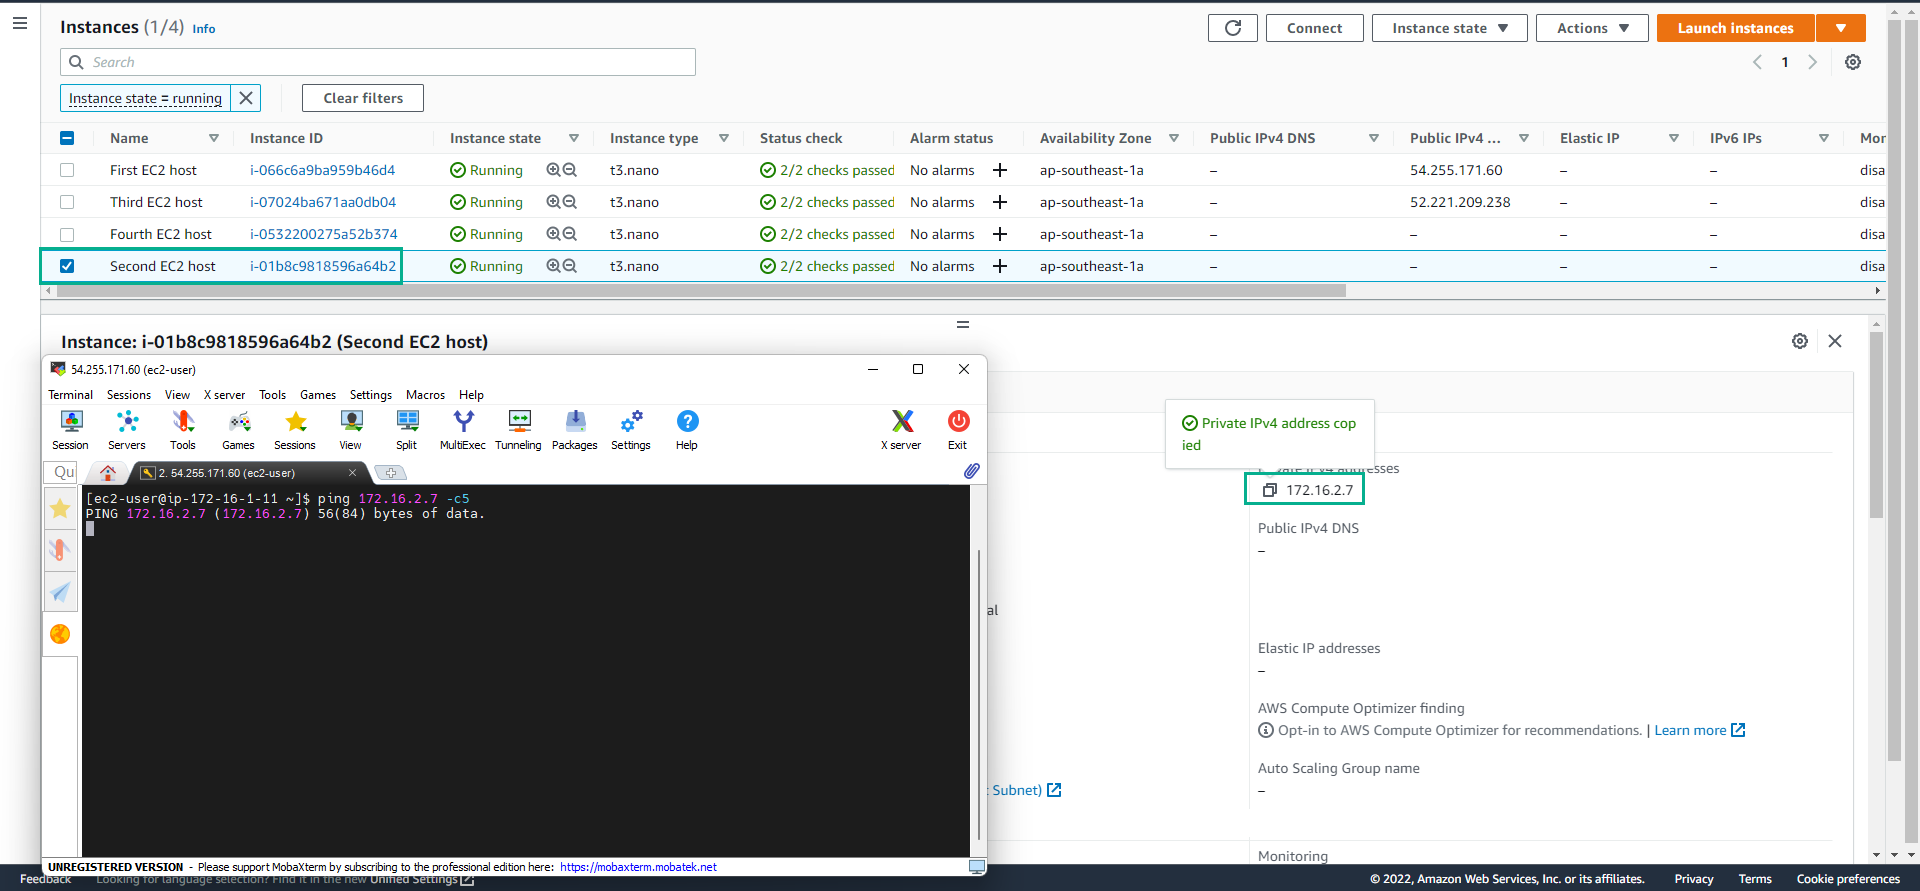 Instances (1/4) Info
Connect
Instance state
Actions
Launch instances
Search
1
Instance state = running
Clear filters
Name Instance ID Instance state Instance type Status check Alarm status Availability Zone Public IPv4 DNS Public IPv4 ... Elastic IP IPv6 IPs Mor
First EC2 host i-066c6a9ba959b46d4 Running t3.nano 2/2 checks passed No alarms + ap-southeast-1a – 54.255.171.60 – – disa
Third EC2 host i-07024ba671aa0db04 Running t3.nano 2/2 checks passed No alarms + ap-southeast-1a – 52.221.209.238 – – disa
Fourth EC2 host i-0532200275a52b374 Running t3.nano 2/2 checks passed No alarms + ap-southeast-1a – – – – disa
Second EC2 host i-01b8c9818596a64b2 Running t3.nano 2/2 checks passed No alarms + ap-southeast-1a – – – – disa
Instance: i-01b8c9818596a64b2 (Second EC2 host)
54.255.171.60 (ec2-user)
Terminal Sessions View X server Tools Games Settings Macros Help
Session Servers Tools Games Sessions View Split MultiExec Tunneling Packages Settings Help X server Exit
Qu
2. 54.255.171.60 (ec2-user)
[ec2-user@ip-172-16-1-11 ~]$ ping 172.16.2.7 -c5
PING 172.16.2.7 (172.16.2.7) 56(84) bytes of data.
UNREGISTERED VERSION - Please support MobaXterm by subscribing to the professional edition here: https://mobaxterm.mobatek.net
Private IPv4 address cop
ied
addresses
172.16.2.7
Public IPv4 DNS
–
al
Elastic IP addresses
–
AWS Compute Optimizer finding
Opt-in to AWS Compute Optimizer for recommendations. | Learn more
Auto Scaling Group name
–
Subnet)
Monitoring
Feedback Looking for language selection? Find it in the new Unified Settings
© 2022, Amazon Web Services, Inc. or its affiliates. Privacy Terms Cookie preferences